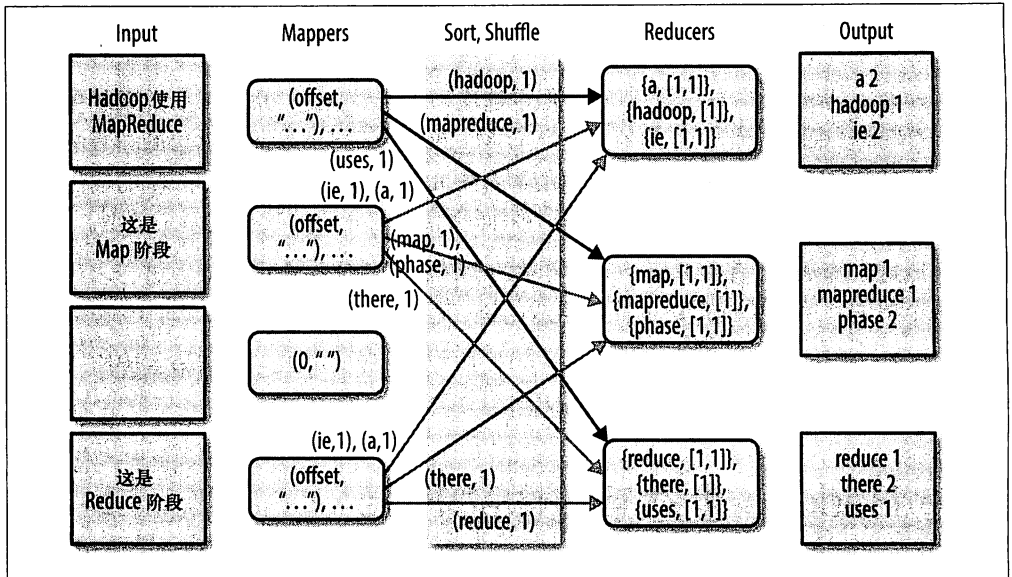 Input
Mappers
Sort, Shuffle
Reducers
Output
Hadoop 使用
MapReduce
(offset,
“…”), …
(hadoop, 1)
(mapreduce, 1)
(uses, 1)
{a, [1,1]},
{hadoop, [1]},
{ie, [1,1]}
a 2
hadoop 1
ie 2
这是
Map 阶段
(offset,
“…”), …
(ie, 1), (a, 1)
(map, 1),
(phase, 1)
(there, 1)
{map, [1,1]},
{mapreduce, [1]},
{phase, [1,1]}
map 1
mapreduce 1
phase 2
(0, “ ”)
这是
Reduce 阶段
(offset,
“…”), …
(ie,1), (a,1)
(there, 1)
(reduce, 1)
{reduce, [1,1]},
{there, [1]},
{uses, [1,1]}
reduce 1
there 2
uses 1